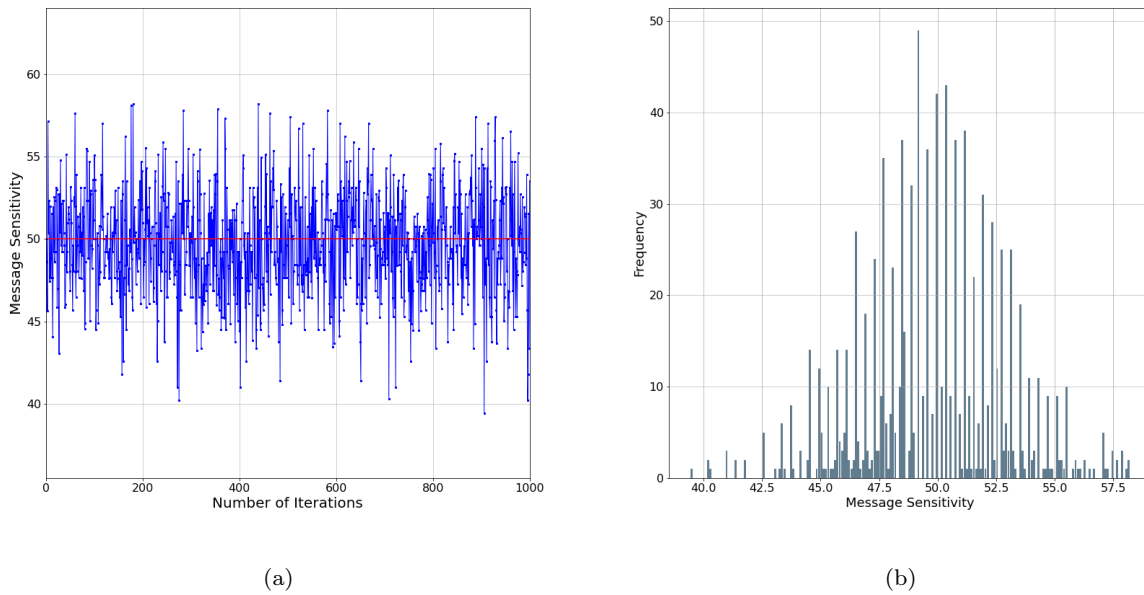 60
55
50
45
40
Message Sensitivity
0 200 400 600 800 1000
Number of Iterations
(a)
50
40
30
20
10
0
Frequency
40.0 42.5 45.0 47.5 50.0 52.5 55.0 57.5
Message Sensitivity
(b)